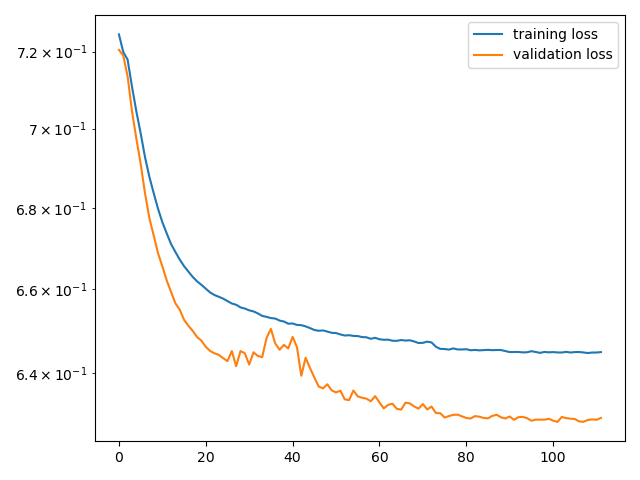 training loss
validation loss
7.2 × 10⁻¹
7 × 10⁻¹
6.8 × 10⁻¹
6.6 × 10⁻¹
6.4 × 10⁻¹
0 20 40 60 80 100